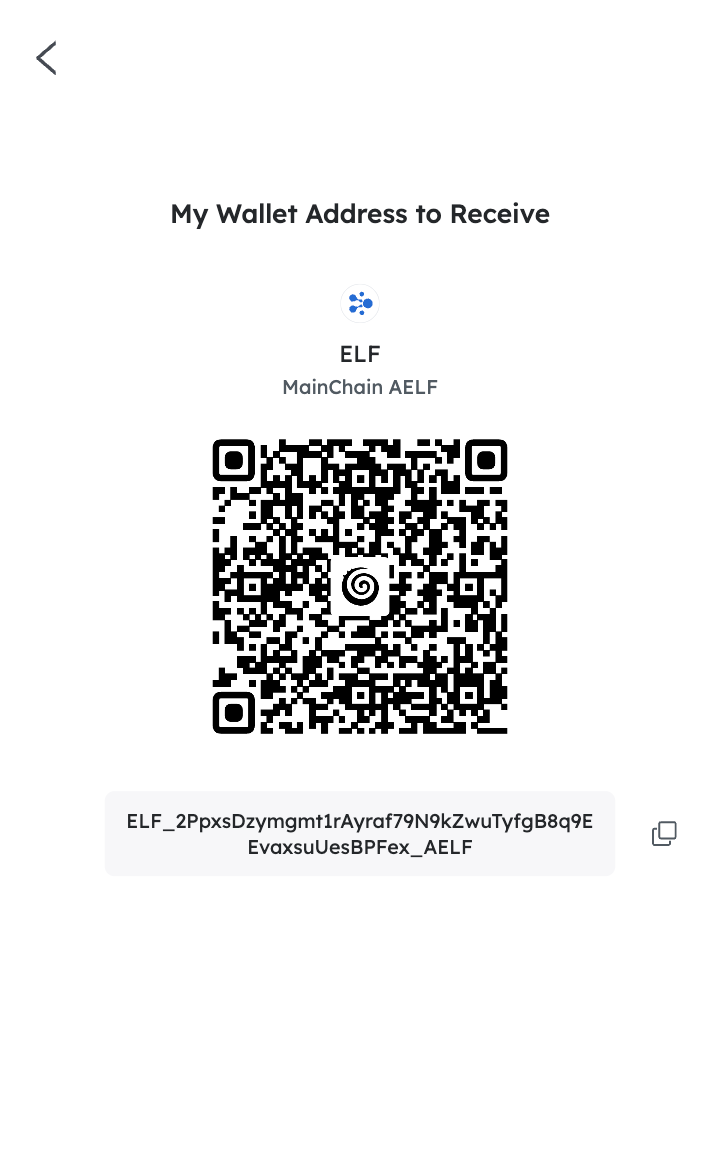 My Wallet Address to Receive
ELF
MainChain AELF
ELF_2PpxsDzymgmt1rAyraf79N9kZwuTyfgB8q9E
EvaxsuUesBPFex_AELF